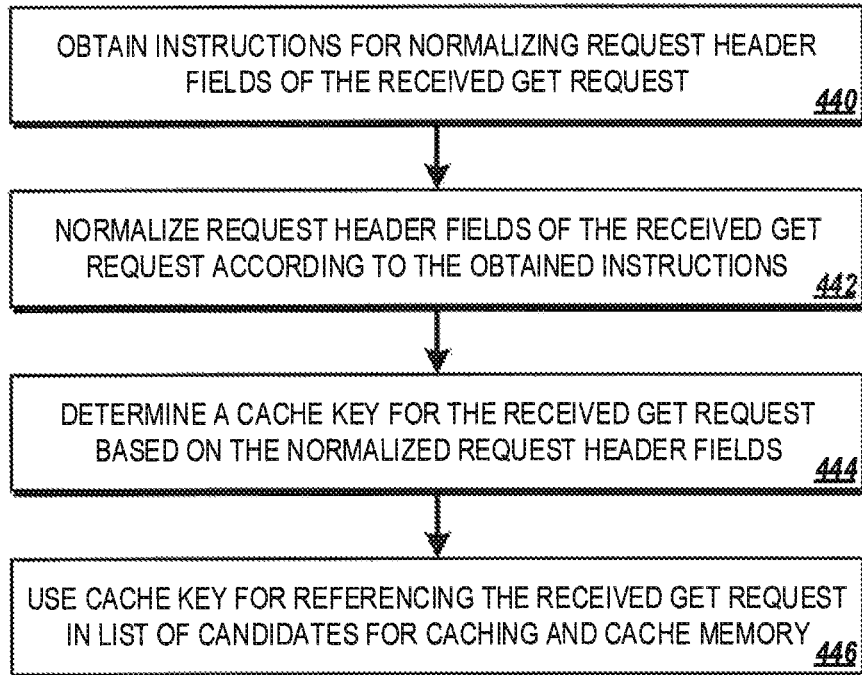 OBTAIN INSTRUCTIONS FOR NORMALIZING REQUEST HEADER
FIELDS OF THE RECEIVED GET REQUEST
440
NORMALIZE REQUEST HEADER FIELDS OF THE RECEIVED GET
REQUEST ACCORDING TO THE OBTAINED INSTRUCTIONS
442
DETERMINE A CACHE KEY FOR THE RECEIVED GET REQUEST
BASED ON THE NORMALIZED REQUEST HEADER FIELDS
444
USE CACHE KEY FOR REFERENCING THE RECEIVED GET REQUEST
IN LIST OF CANDIDATES FOR CACHING AND CACHE MEMORY
446